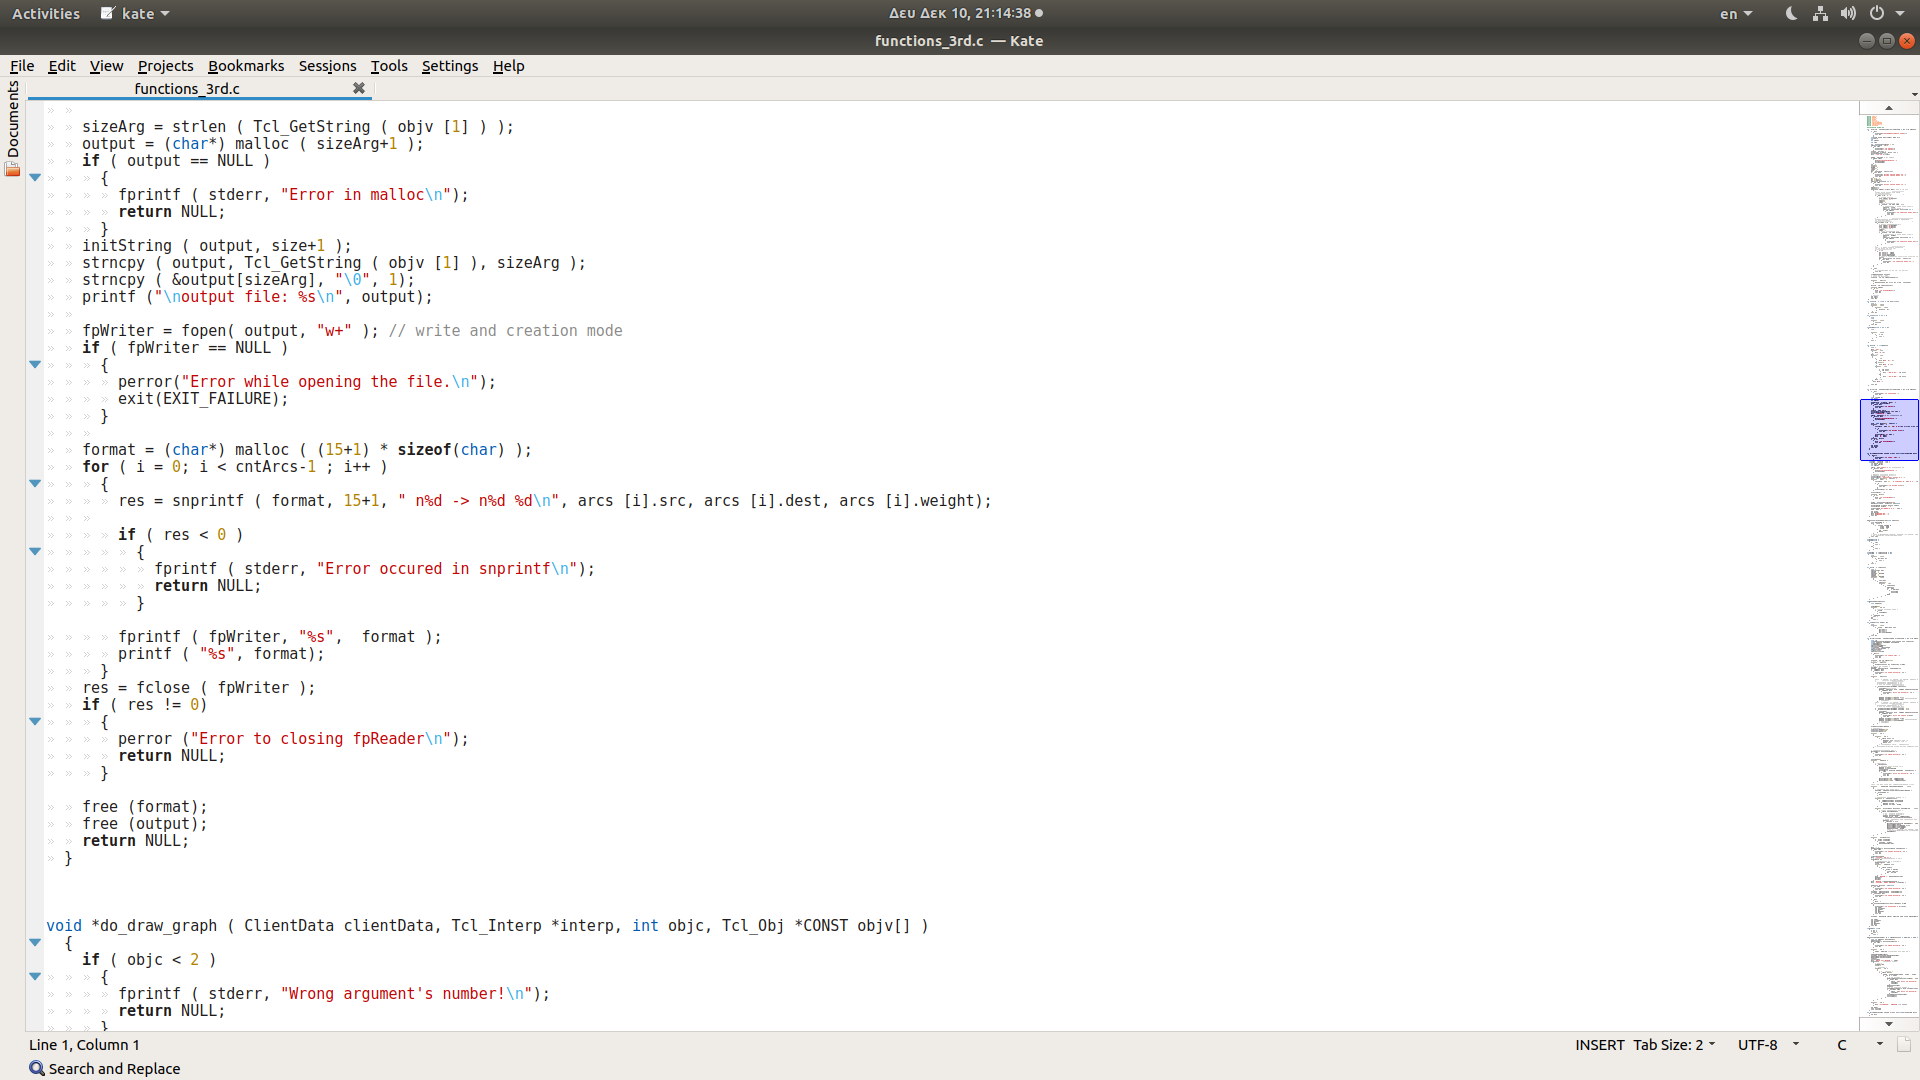 Activities kate Δευ Δεκ 10, 21:14:38 en
functions_3rd.c — Kate
File Edit View Projects Bookmarks Sessions Tools Settings Help
functions_3rd.c
Documents
sizeArg = strlen ( Tcl_GetString ( objv [1] ) );
output = (char*) malloc ( sizeArg+1 );
if ( output == NULL )
{
fprintf ( stderr, "Error in malloc\n");
return NULL;
}
initString ( output, size+1 );
strncpy ( output, Tcl_GetString ( objv [1] ), sizeArg );
strncpy ( &output[sizeArg], "\0", 1);
printf ("\noutput file: %s\n", output);
fpWriter = fopen( output, "w+" ); // write and creation mode
if ( fpWriter == NULL )
{
perror("Error while opening the file.\n");
exit(EXIT_FAILURE);
}
format = (char*) malloc ( (15+1) * sizeof(char) );
for ( i = 0; i < cntArcs-1 ; i++ )
{
res = snprintf ( format, 15+1, " n%d -> n%d %d\n", arcs [i].src, arcs [i].dest, arcs [i].weight);
if ( res < 0 )
{
fprintf ( stderr, "Error occured in snprintf\n");
return NULL;
}
fprintf ( fpWriter, "%s",  format );
printf ( "%s", format);
}
res = fclose ( fpWriter );
if ( res != 0)
{
perror ("Error to closing fpReader\n");
return NULL;
}
free (format);
free (output);
return NULL;
}
void *do_draw_graph ( ClientData clientData, Tcl_Interp *interp, int objc, Tcl_Obj *CONST objv[] )
{
if ( objc < 2 )
{
fprintf ( stderr, "Wrong argument's number!\n");
return NULL;
}
Line 1, Column 1 INSERT Tab Size: 2 UTF-8 C
Search and Replace